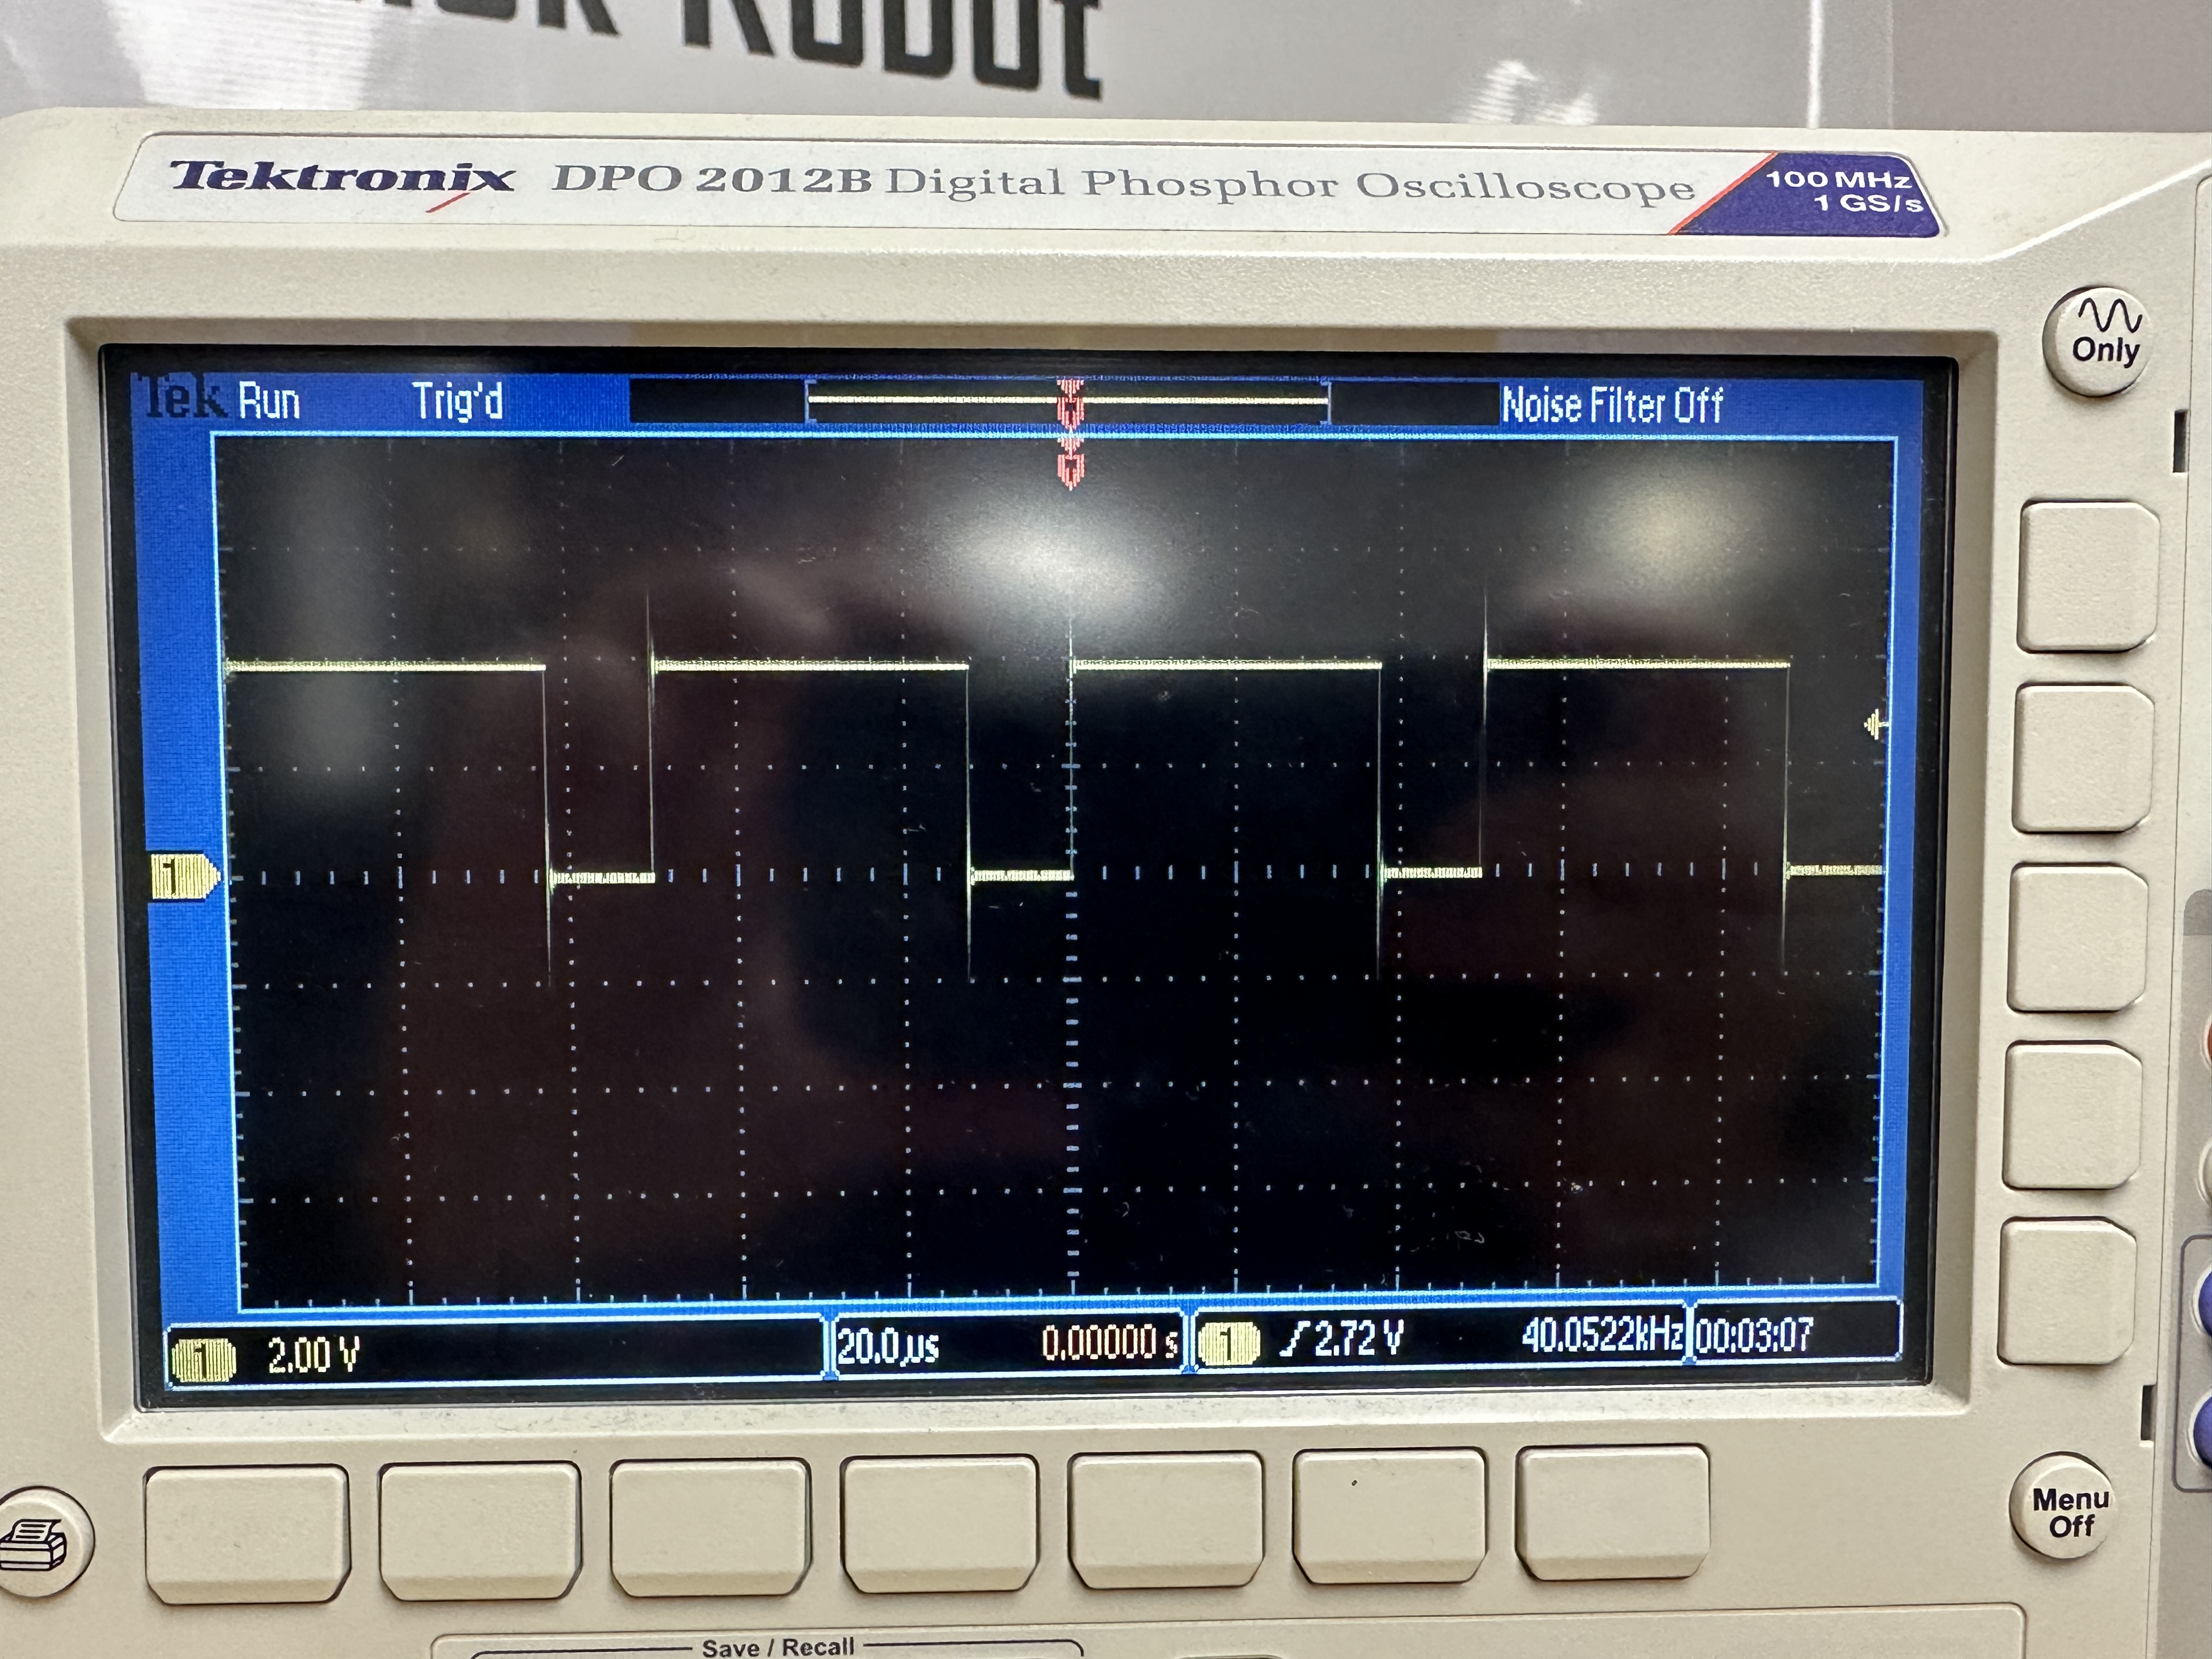 Robot
Tektronix DPO 2012B Digital Phosphor Oscilloscope 100 MHz
1 GS/s
Only
Tek Run Trig'd Noise Filter Off
1
1 2.00 V 20.0µs 0.00000 s 1 2.72 V 40.0522kHz 00:03:07
Menu
Off
Save / Recall